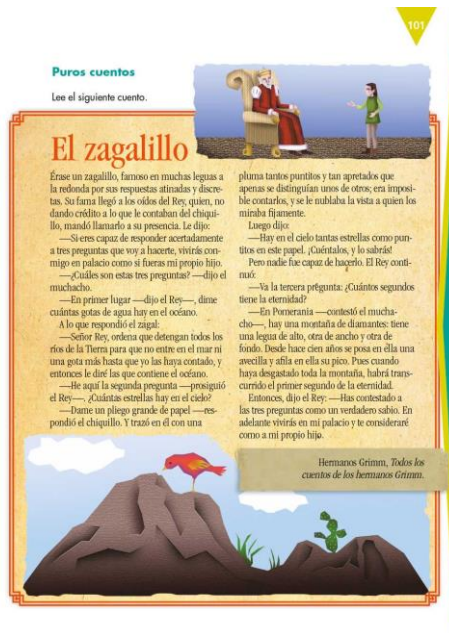 101
Puros cuentos
Lee el siguiente cuento.
El zagalillo
Érase un zagalillo, famoso en muchas leguas a
la redonda por sus respuestas atinadas y discre-
tas. Su fama llegó a los oídos del Rey, quien, no
dando crédito a lo que le contaban del chiqui-
llo, mandó llamarlo a su presencia. Le dijo:
—Si eres capaz de responder acertadamente
a tres preguntas que voy a hacerte, vivirás con-
migo en palacio como si fueras mi propio hijo.
—¿Cuáles son estas tres preguntas? —dijo el
muchacho.
—En primer lugar —dijo el Rey—, dime
cuántas gotas de agua hay en el océano.
A lo que respondió el zagal:
—Señor Rey, ordena que detengan todos los
ríos de la Tierra para que no entre en el mar ni
una gota más hasta que yo las haya contado, y
entonces le diré las que contiene el océano.
—He aquí la segunda pregunta —prosiguió
el Rey—, ¿Cuántas estrellas hay en el cielo?
—Dame un pliego grande de papel —res-
pondió el chiquillo. Y trazó en él con una
pluma tantos puntitos y tan apretados que
apenas se distinguían unos de otros; era imposi-
ble contarlos, y se le nublaba la vista a quien los
miraba fijamente.
Luego dijo:
—Hay en el cielo tantas estrellas como pun-
titos en este papel. ¡Cuéntalos, y lo sabrás!
Pero nadie fue capaz de hacerlo. El Rey conti-
nuó:
—Va la tercera pregunta: ¿Cuántos segundos
tiene la eternidad?
—En Pomerania —contestó el mucha-
cho—, hay una montaña de diamantes: tiene
una legua de alto, otra de ancho y otra de
fondo. Desde hace cien años se posa en ella una
avecilla y afila en ella su pico. Pues cuando
haya desgastado toda la montaña, habrá trans-
currido el primer segundo de la eternidad.
Entonces, dijo el Rey: —Has contestado a
las tres preguntas como un verdadero sabio. En
adelante vivirás en mi palacio y te consideraré
como a mi propio hijo.
Hermanos Grimm, Todos los
cuentos de los hermanos Grimm.